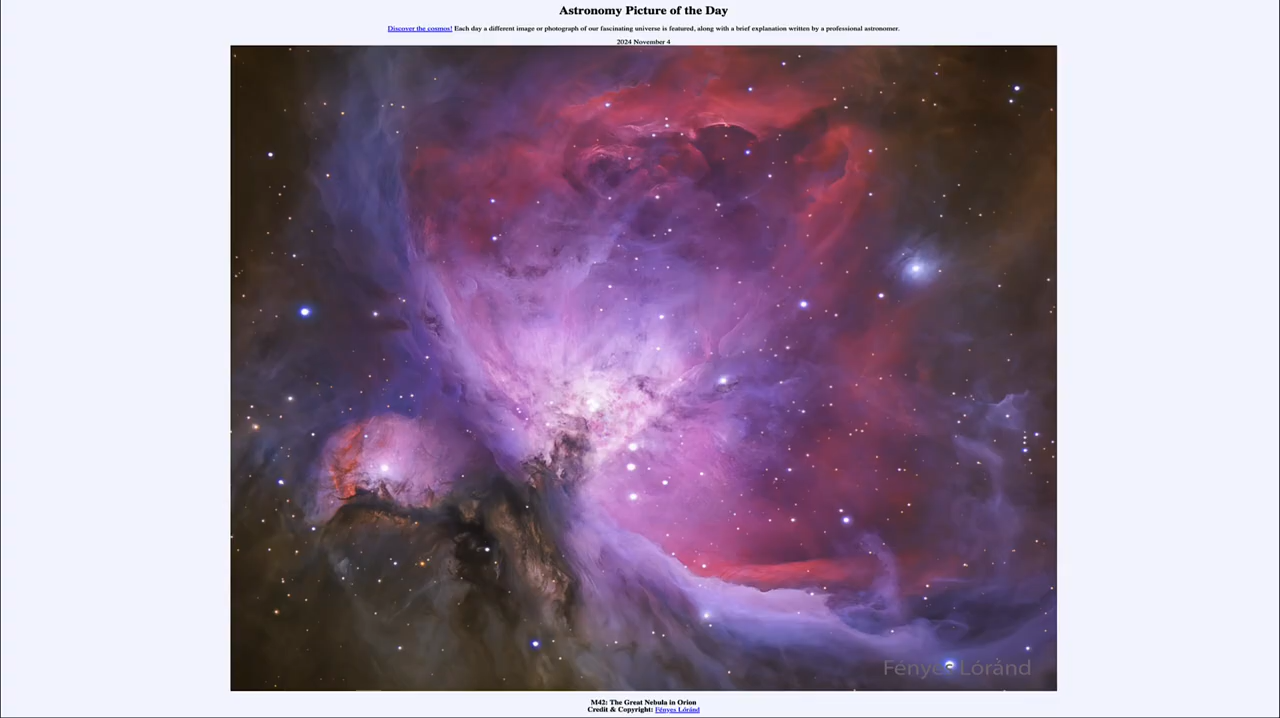 Astronomy Picture of the Day
Discover the cosmos! Each day a different image or photograph of our fascinating universe is featured, along with a brief explanation written by a professional astronomer.
2024 November 4
Fényes Lóránd
M42: The Great Nebula in Orion
Credit & Copyright: Fényes Lóránd